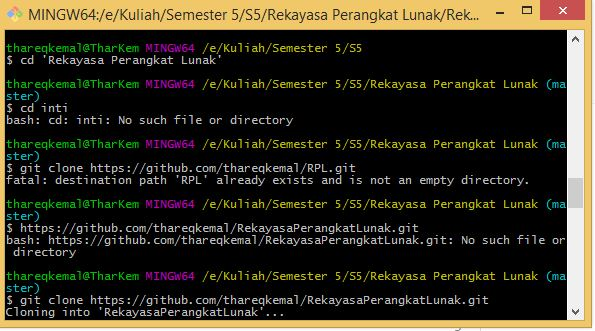 MINGW64:/e/Kuliah/Semester 5/S5/Rekayasa Perangkat Lunak/Rek...
thareqkemal@TharKem MINGW64 /e/Kuliah/Semester 5/S5
$ cd 'Rekayasa Perangkat Lunak'
thareqkemal@TharKem MINGW64 /e/Kuliah/Semester 5/S5/Rekayasa Perangkat Lunak (ma
ster)
$ cd inti
bash: cd: inti: No such file or directory
thareqkemal@TharKem MINGW64 /e/Kuliah/Semester 5/S5/Rekayasa Perangkat Lunak (ma
ster)
$ git clone https://github.com/thareqkemal/RPL.git
fatal: destination path 'RPL' already exists and is not an empty directory.
thareqkemal@TharKem MINGW64 /e/Kuliah/Semester 5/S5/Rekayasa Perangkat Lunak (ma
ster)
$ https://github.com/thareqkemal/RekayasaPerangkatLunak.git
bash: https://github.com/thareqkemal/RekayasaPerangkatLunak.git: No such file or
 directory
thareqkemal@TharKem MINGW64 /e/Kuliah/Semester 5/S5/Rekayasa Perangkat Lunak (ma
ster)
$ git clone https://github.com/thareqkemal/RekayasaPerangkatLunak.git
Cloning into 'RekayasaPerangkatLunak'...